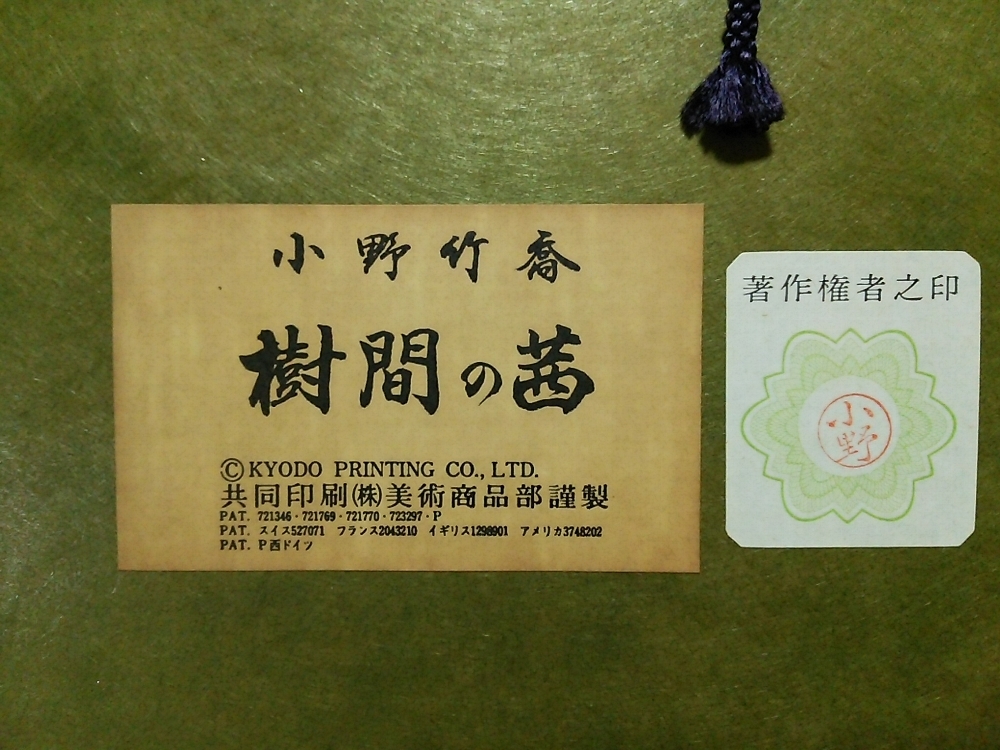 小野竹喬
樹間の茜
©KYODO PRINTING CO., LTD.
共同印刷㈱美術商品部謹製
PAT. 721346・721769・721770・723297・P
PAT. スイス527071 フランス2043210 イギリス1298901 アメリカ3748202
PAT. P西ドイツ
著作権者之印
小野